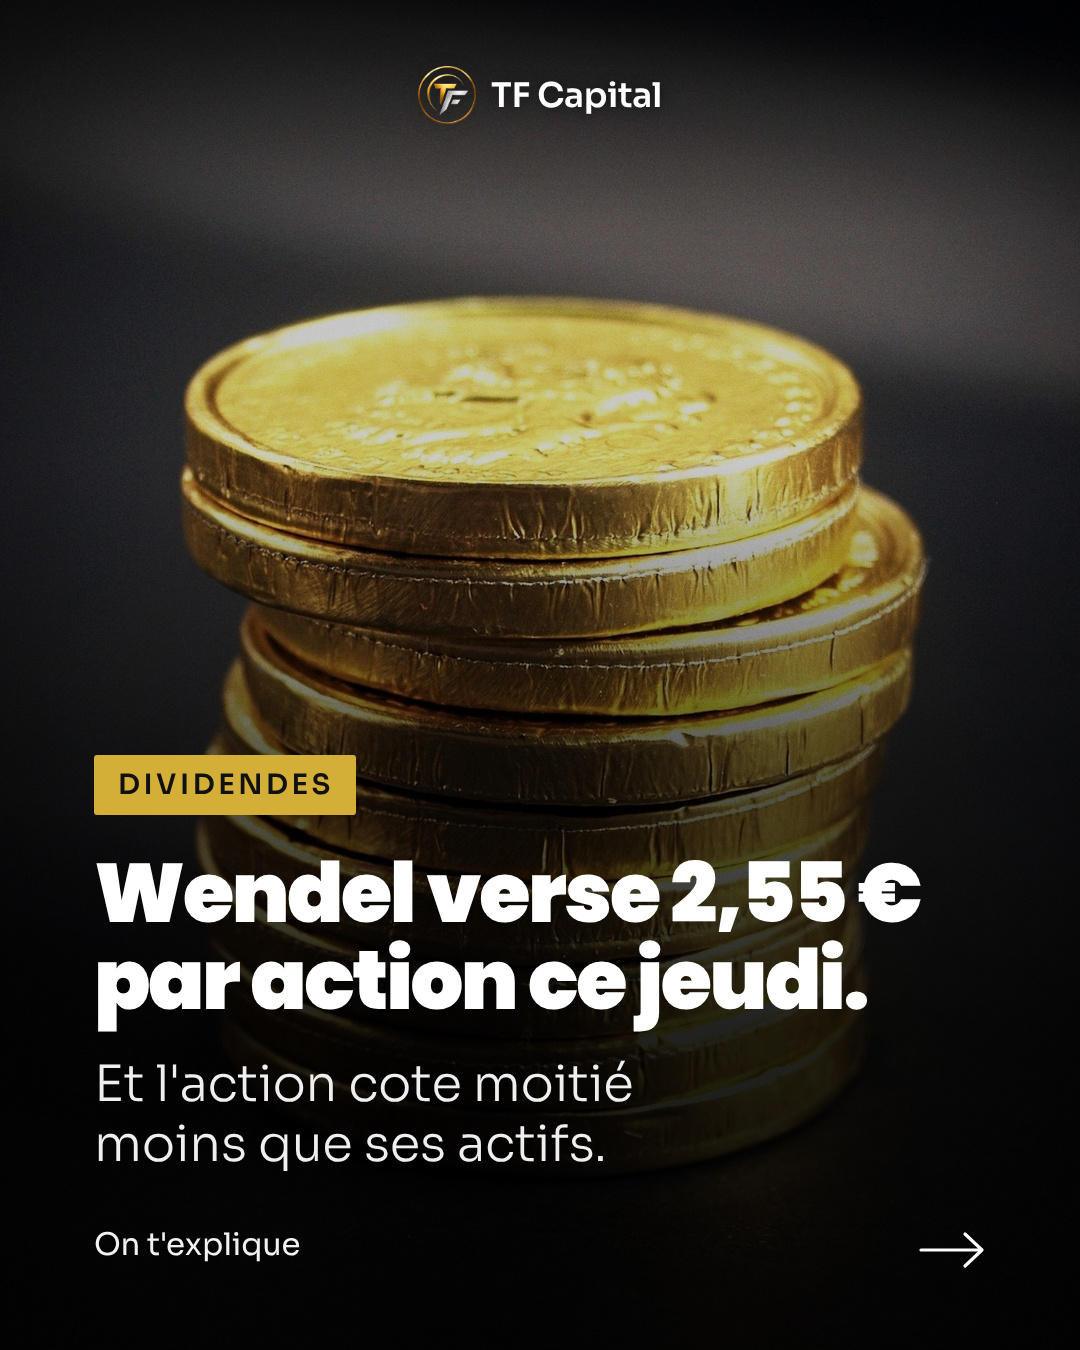 TF Capital
DIVIDENDES
Wendel verse 2,55 €
par action ce jeudi.
Et l'action cote moitié
moins que ses actifs.
On t'explique